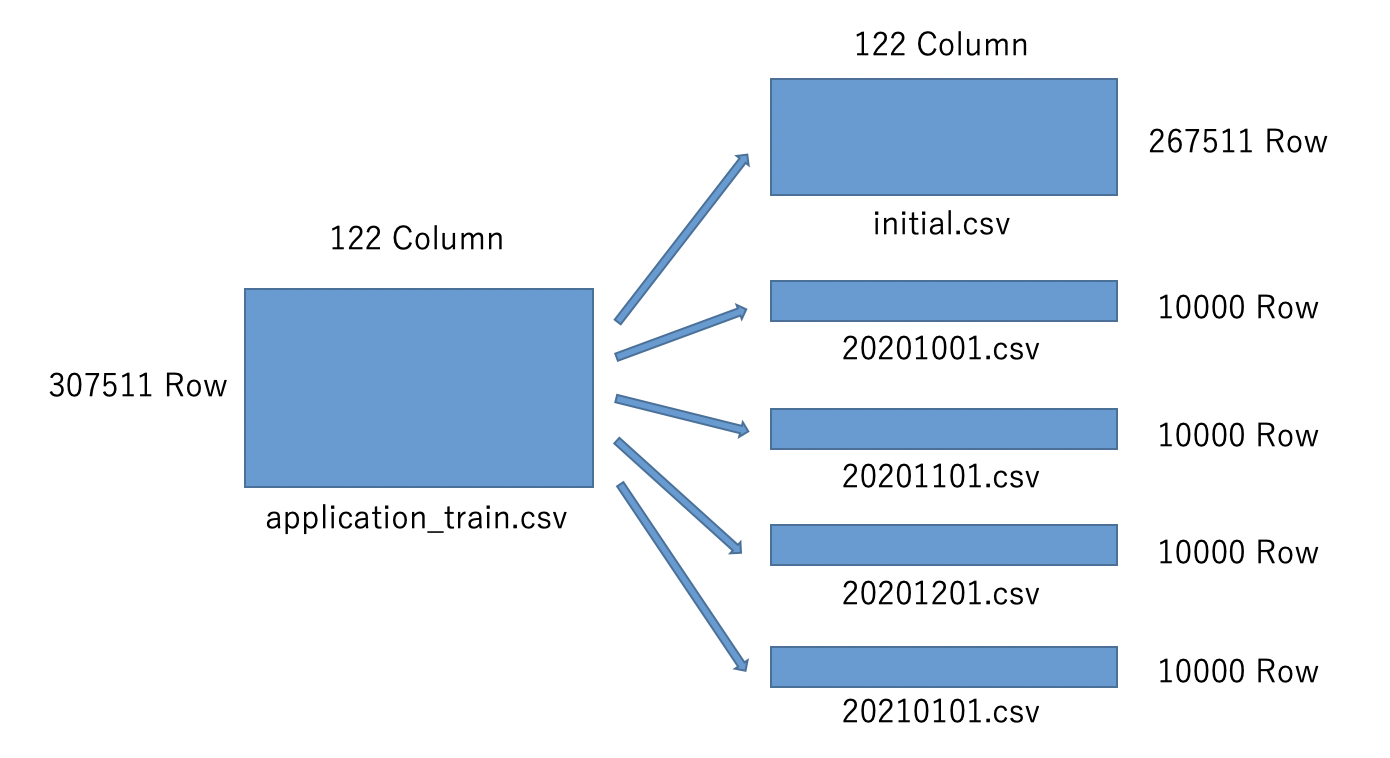 122 Column
307511 Row
application_train.csv
122 Column
267511 Row
initial.csv
10000 Row
20201001.csv
10000 Row
20201101.csv
10000 Row
20201201.csv
10000 Row
20210101.csv